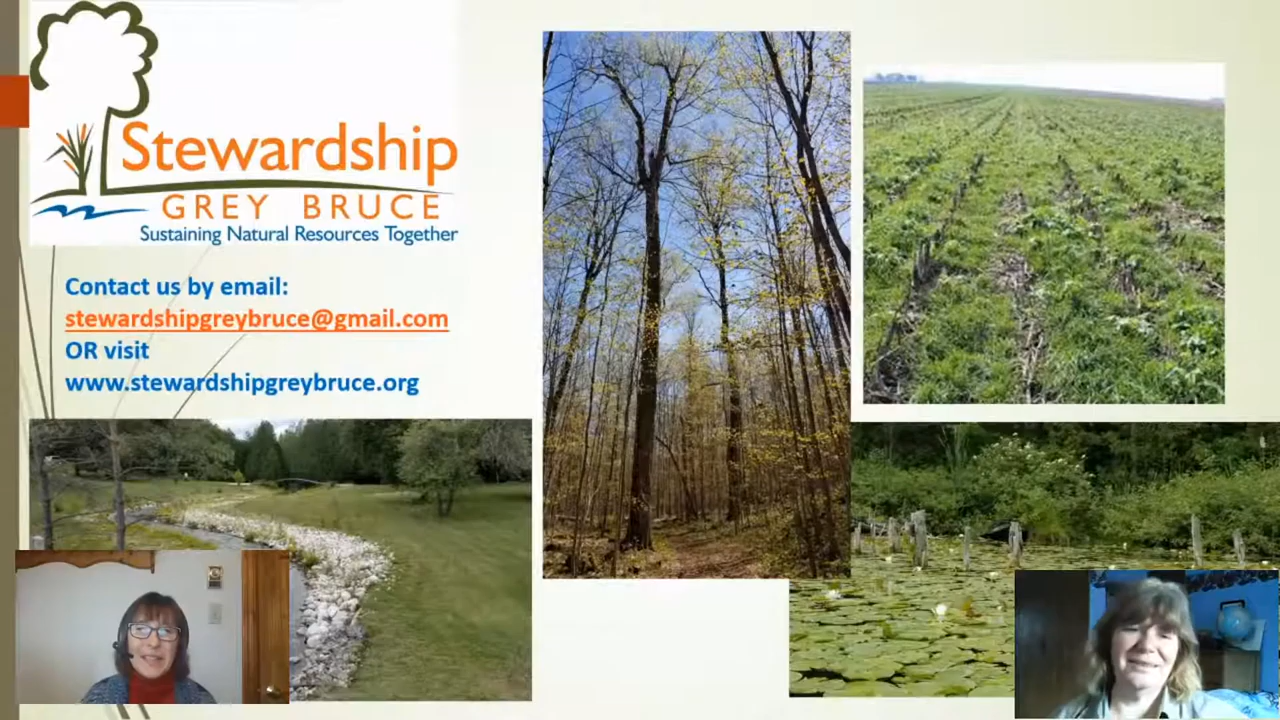 Stewardship
GREY BRUCE
Sustaining Natural Resources Together
Contact us by email:
stewardshipgreybruce@gmail.com
OR visit
www.stewardshipgreybruce.org